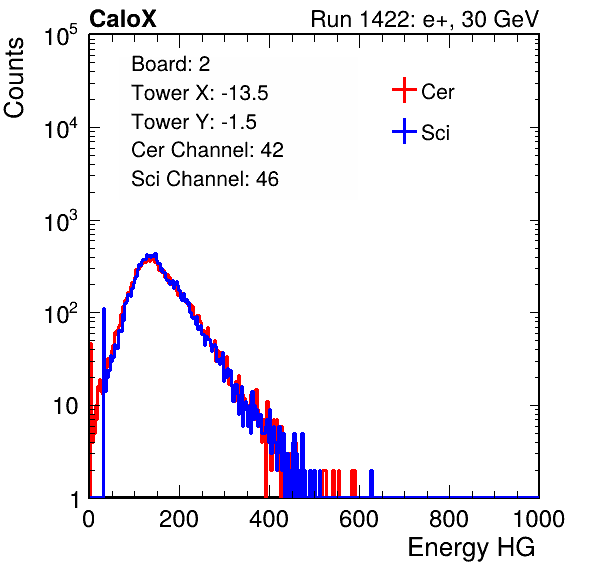 CaloX
Run 1422: e+, 30 GeV
Counts
10^5
10^4
10^3
10^2
10
1
Board: 2
Tower X: -13.5
Tower Y: -1.5
Cer Channel: 42
Sci Channel: 46
Cer
Sci
0 200 400 600 800 1000
Energy HG